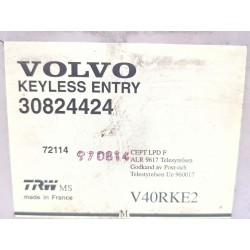 VOLVO
KEYLESS ENTRY
30824424
72114 970814 CEPT LPD F
ALR 9617 Telestyrelsen
Godkand av Post-och
Telestyrelsen Ue 960017
TRW MS
made in France
V40RKE2
M